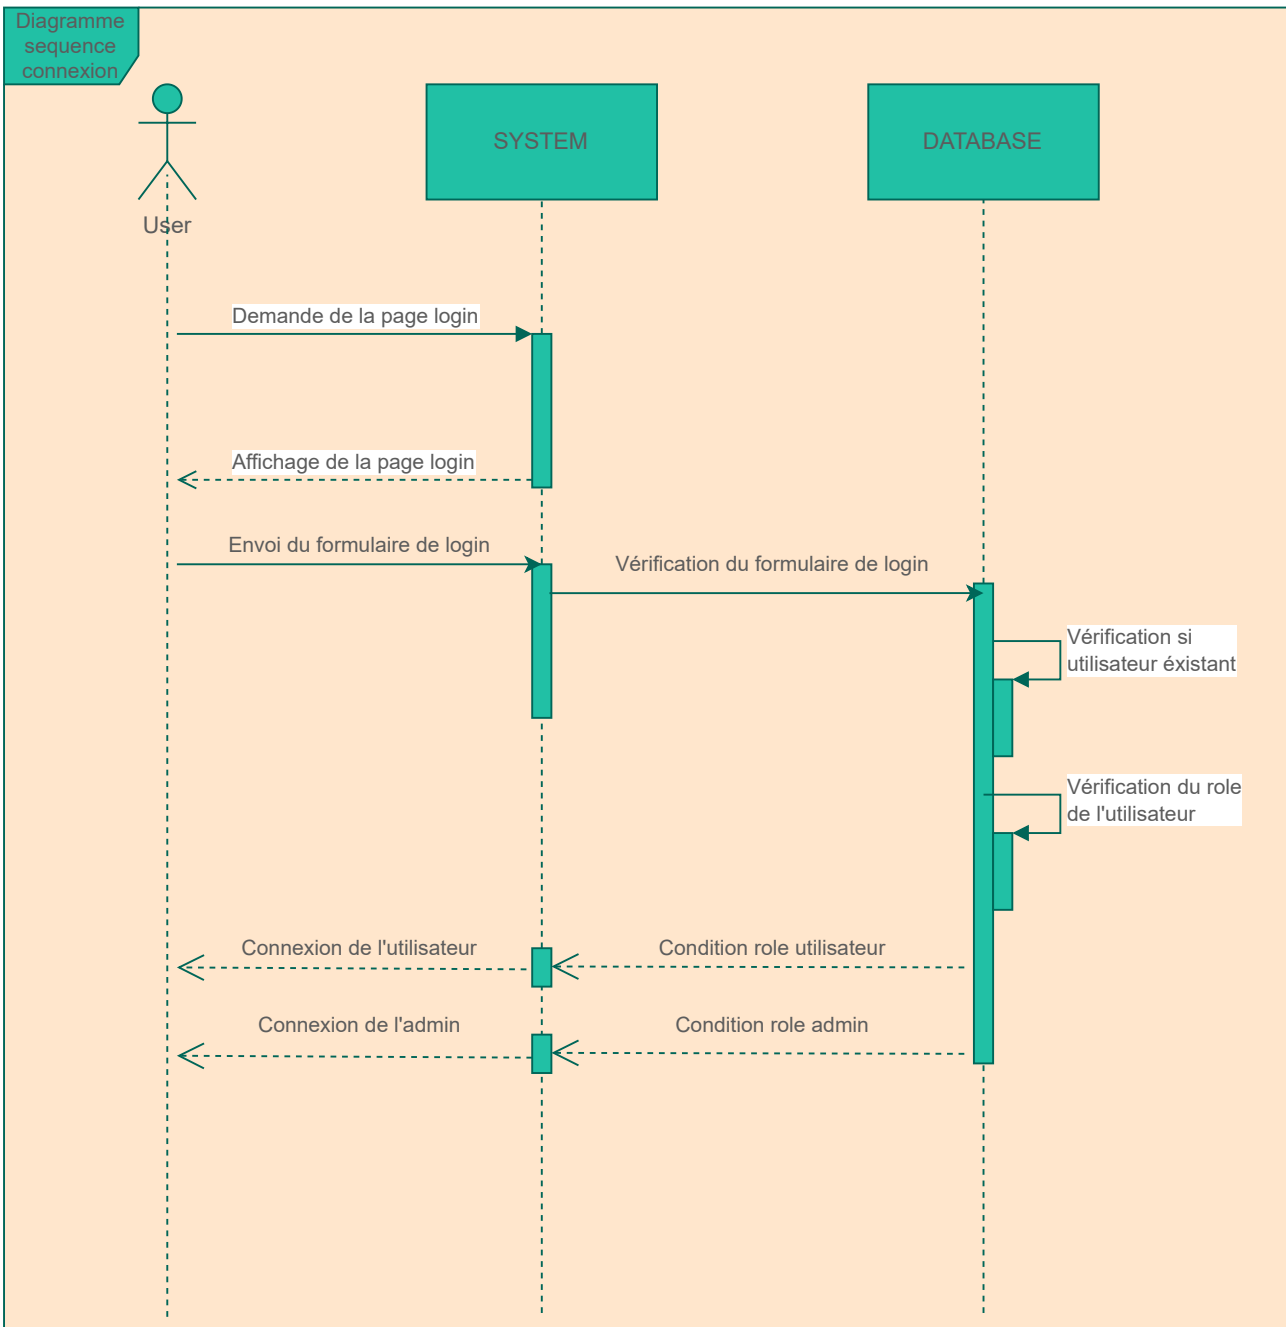 Diagramme
sequence
connexion
SYSTEM
DATABASE
User
Demande de la page login
Affichage de la page login
Envoi du formulaire de login
Vérification du formulaire de login
Vérification si
utilisateur éxistant
Vérification du role
de l'utilisateur
Connexion de l'utilisateur
Condition role utilisateur
Connexion de l'admin
Condition role admin